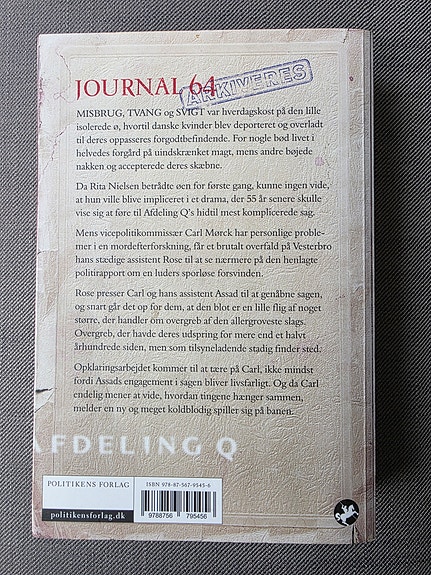 JOURNAL 64
ARKIVERES
MISBRUG, TVANG og SVIGT var hverdagskost på den lille
isolerede ø, hvortil danske kvinder blev deporteret og overladt
til deres oppasseres forgodtbefindende. For nogle bød livet i
helvedes forgård på uindskrænket magt, mens andre bøjede
nakken og accepterede deres skæbne.
Da Rita Nielsen betrådte øen for første gang, kunne ingen vide,
at hun ville blive impliceret i et drama, der 55 år senere skulle
vise sig at føre til Afdeling Q's hidtil mest komplicerede sag.
Mens vicepolitikommissær Carl Mørck har personlige proble-
mer i en mordefterforskning, får et brutalt overfald på Vesterbro
hans stædige assistent Rose til at se nærmere på den henlagte
politirapport om en luders sporløse forsvinden.
Rose presser Carl og hans assistent Assad til at genåbne sagen,
og snart går det op for dem, at den blot er en lille flig af noget
større, der handler om overgreb af den allergroveste slags.
Overgreb, der havde deres udspring for mere end et halvt
århundrede siden, men som tilsyneladende stadig finder sted.
Opklaringsarbejdet kommer til at tære på Carl, ikke mindst
fordi Assads engagement i sagen bliver livsfarligt. Og da Carl
endelig mener at vide, hvordan tingene hænger sammen,
melder en ny og meget koldblodig spiller sig på banen.
AFDELING Q
POLITIKENS FORLAG
politikensforlag.dk
ISBN 978-87-567-9545-6
9 788756 795456